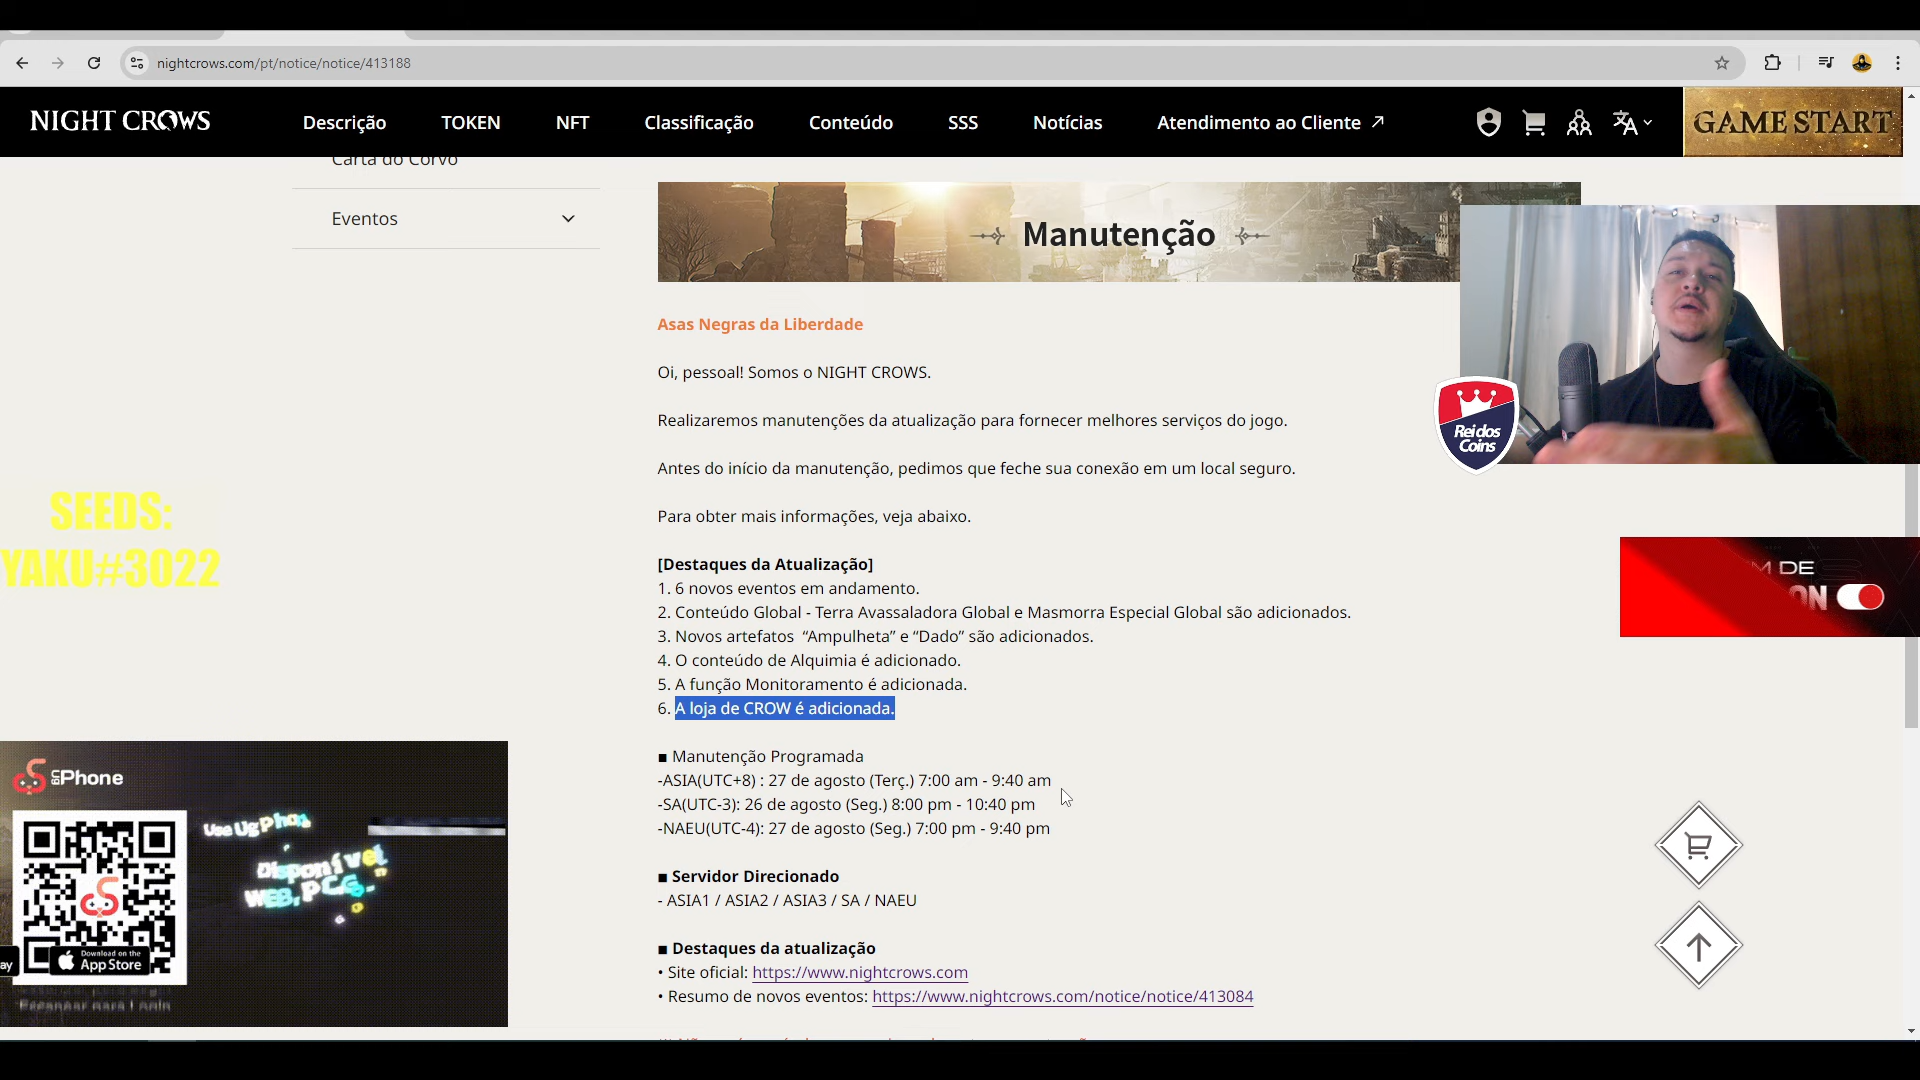 nightcrows.com/pt/notice/notice/413188
NIGHT CROWS
Descrição
TOKEN
NFT
Classificação
Conteúdo
SSS
Notícias
Atendimento ao Cliente
GAME START
Carta do Corvo
Eventos
Manutenção
Asas Negras da Liberdade
Oi, pessoal! Somos o NIGHT CROWS.
Realizaremos manutenções da atualização para fornecer melhores serviços do jogo.
Antes do início da manutenção, pedimos que feche sua conexão em um local seguro.
Para obter mais informações, veja abaixo.
[Destaques da Atualização]
1. 6 novos eventos em andamento.
2. Conteúdo Global - Terra Avassaladora Global e Masmorra Especial Global são adicionados.
3. Novos artefatos “Ampulheta” e “Dado” são adicionados.
4. O conteúdo de Alquimia é adicionado.
5. A função Monitoramento é adicionada.
6. A loja de CROW é adicionada.
■ Manutenção Programada
-ASIA(UTC+8) : 27 de agosto (Terç.) 7:00 am - 9:40 am
-SA(UTC-3): 26 de agosto (Seg.) 8:00 pm - 10:40 pm
-NAEU(UTC-4): 27 de agosto (Seg.) 7:00 pm - 9:40 pm
■ Servidor Direcionado
- ASIA1 / ASIA2 / ASIA3 / SA / NAEU
■ Destaques da atualização
• Site oficial: https://www.nightcrows.com
• Resumo de novos eventos: https://www.nightcrows.com/notice/notice/413084
Rei dos
Coins
DE
ON
SEEDS:
YAKU#3022
UgPhone
Use UgPhone
Disponível
WEB, PC
Download on the
App Store
ay
Escanear para Login